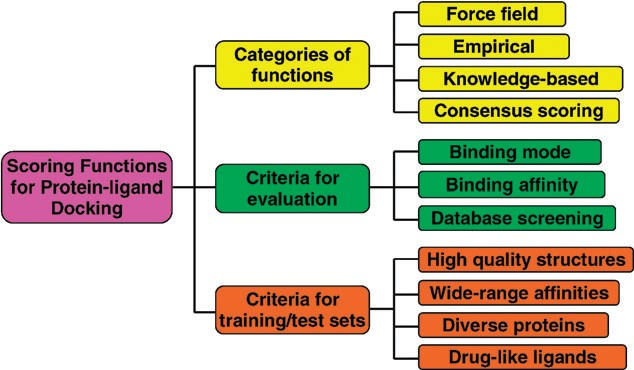 Scoring Functions
for Protein-ligand
Docking
Categories of
functions
Force field
Empirical
Knowledge-based
Consensus scoring
Criteria for
evaluation
Binding mode
Binding affinity
Database screening
Criteria for
training/test sets
High quality structures
Wide-range affinities
Diverse proteins
Drug-like ligands